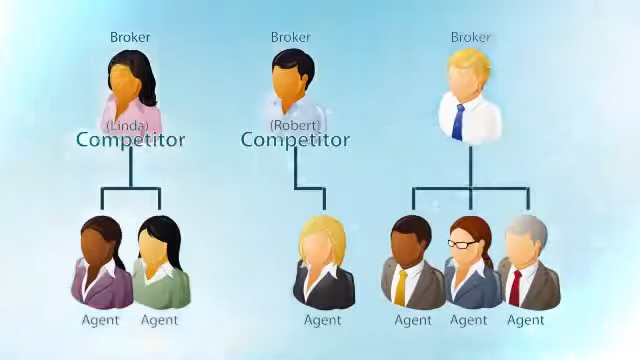 Broker Broker Broker
(Linda) (Robert)
Competitor Competitor
Agent Agent Agent Agent Agent Agent